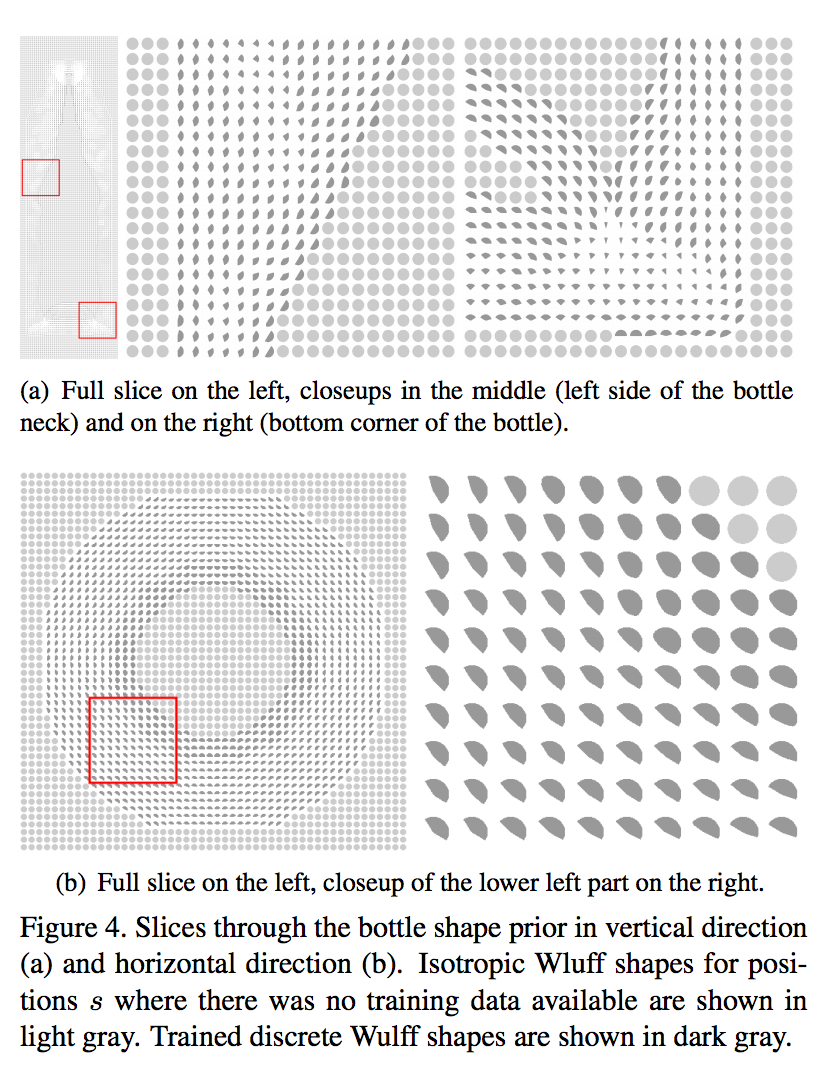 (a) Full slice on the left, closeups in the middle (left side of the bottle
neck) and on the right (bottom corner of the bottle).
(b) Full slice on the left, closeup of the lower left part on the right.
Figure 4. Slices through the bottle shape prior in vertical direction
(a) and horizontal direction (b). Isotropic Wluff shapes for posi-
tions s where there was no training data available are shown in
light gray. Trained discrete Wulff shapes are shown in dark gray.